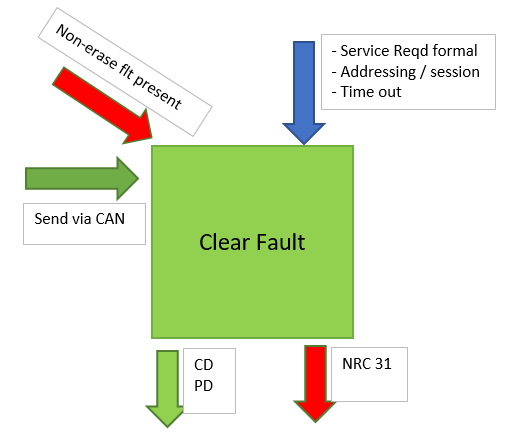 Non-erase flt present
- Service Reqd formal
- Addressing / session
- Time out
Send via CAN
Clear Fault
CD
PD
NRC 31